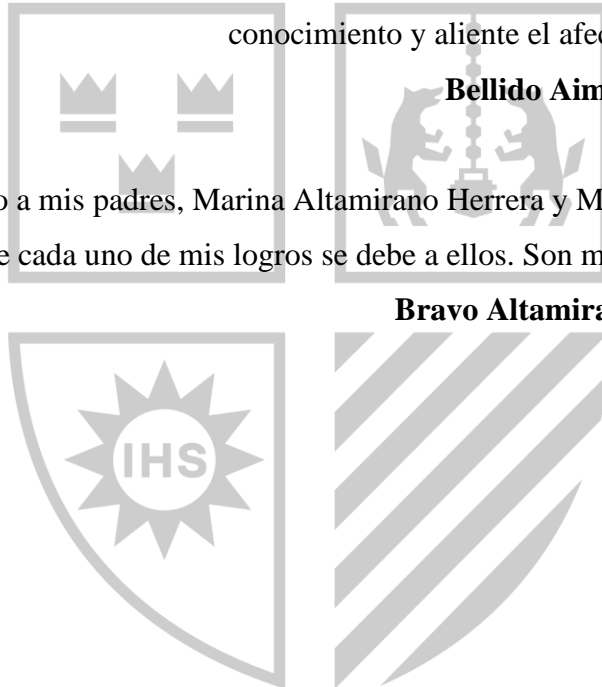 conocimiento y aliente el afec
Bellido Aim
o a mis padres, Marina Altamirano Herrera y M
e cada uno de mis logros se debe a ellos. Son m
Bravo Altamira
IHS